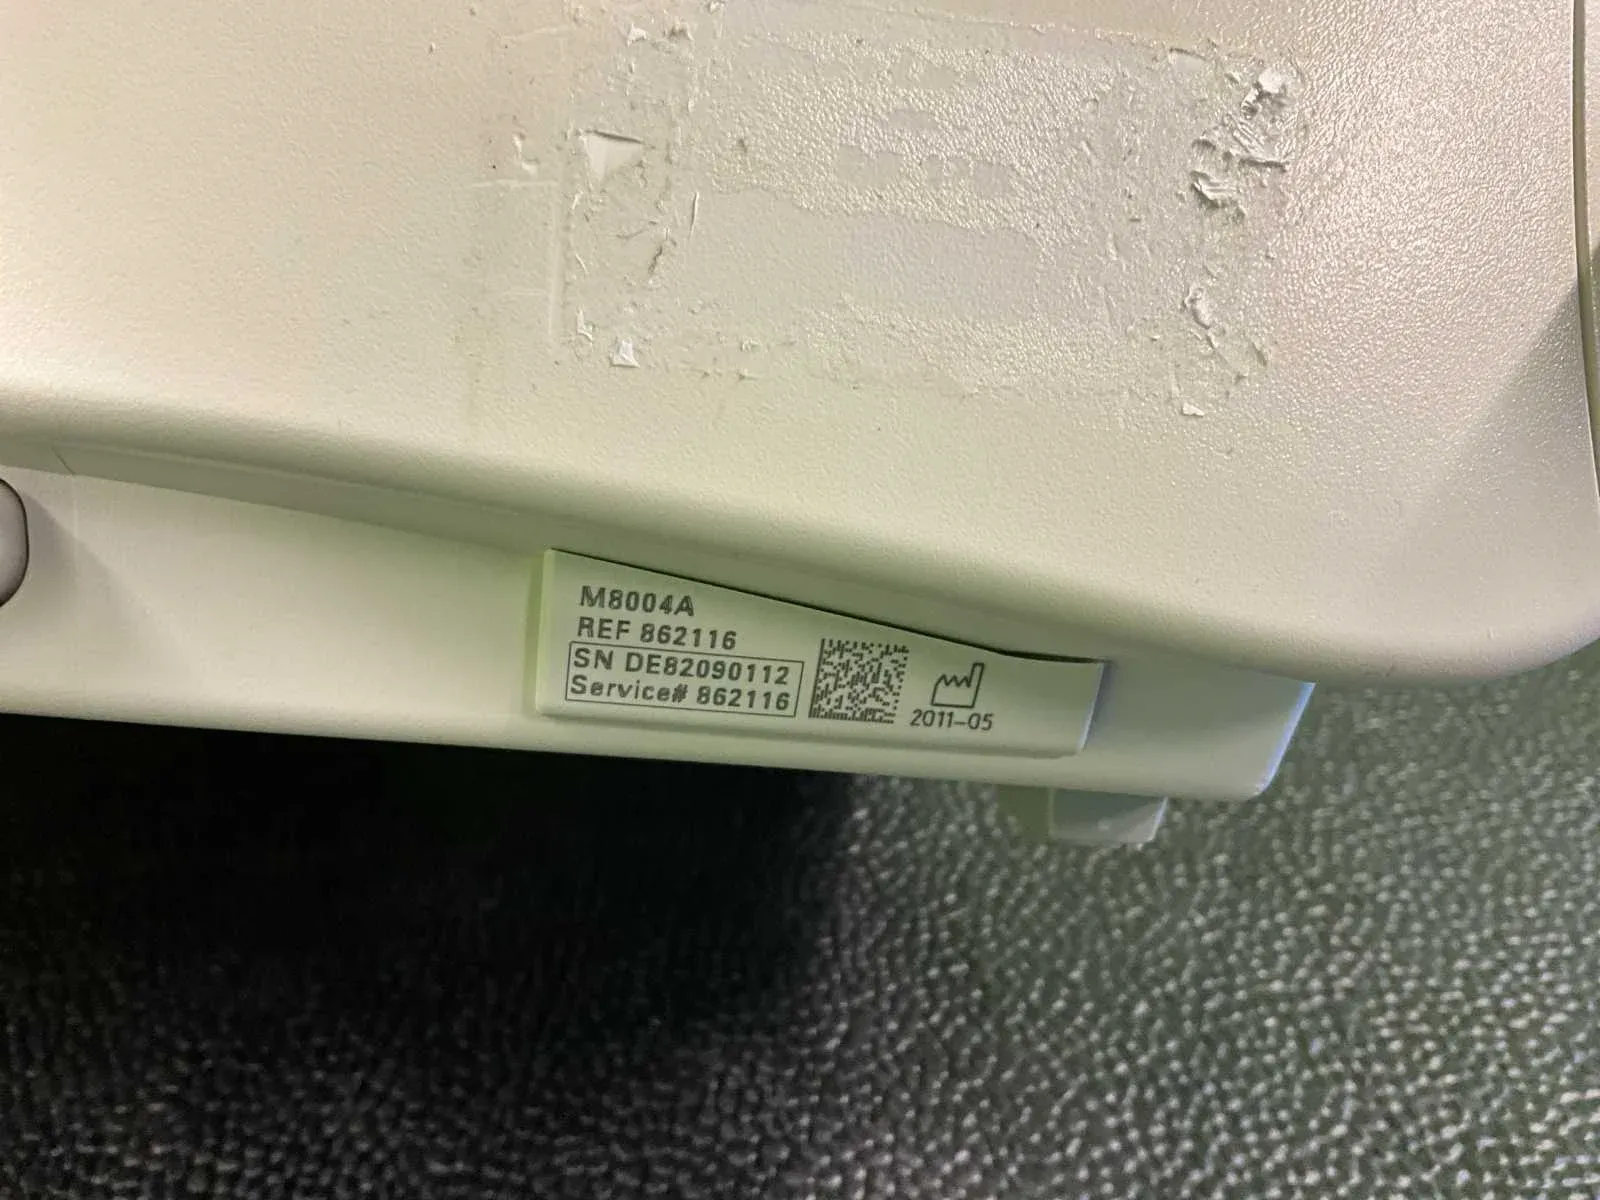 M8004A
REF 862116
SN DE82090112
Service# 862116
2011-05